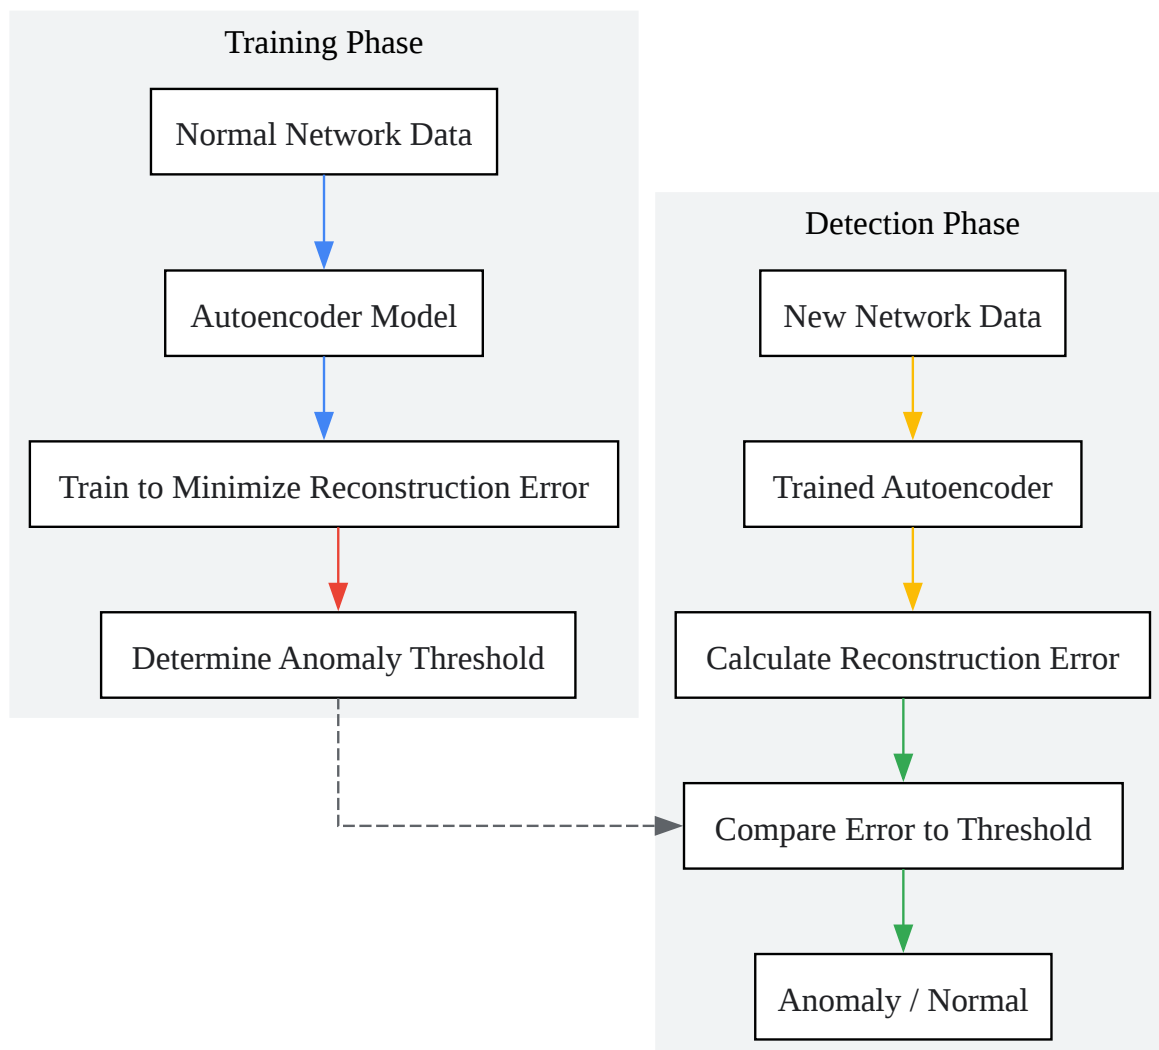 Training Phase
Normal Network Data
Autoencoder Model
Train to Minimize Reconstruction Error
Determine Anomaly Threshold
Detection Phase
New Network Data
Trained Autoencoder
Calculate Reconstruction Error
Compare Error to Threshold
Anomaly / Normal